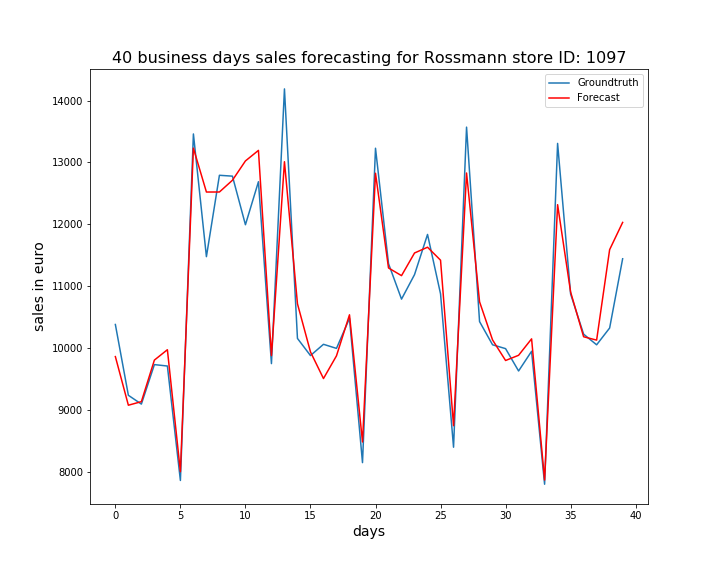 40 business days sales forecasting for Rossmann store ID: 1097
Groundtruth
Forecast
14000
13000
12000
11000
10000
9000
8000
sales in euro
0 5 10 15 20 25 30 35 40
days